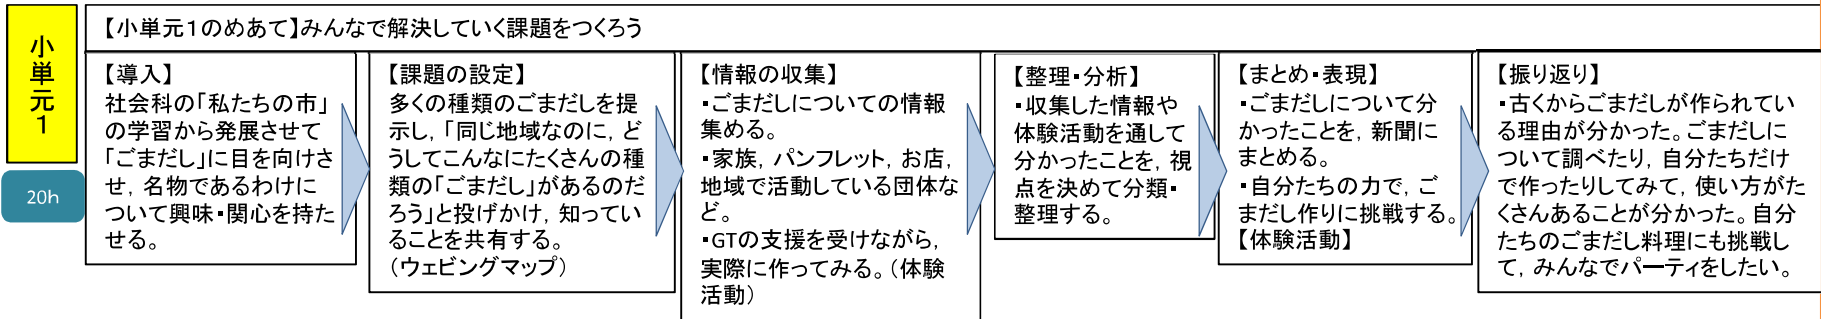 小単元1
20h
【小単元1のめあて】みんなで解決していく課題をつくろう
【導入】
社会科の「私たちの市」
の学習から発展させて
「ごまだし」に目を向けさ
せ，名物であるわけに
ついて興味・関心を持た
せる。
【課題の設定】
多くの種類のごまだしを提
示し，「同じ地域なのに，ど
うしてこんなにたくさんの種
類の「ごまだし」があるのだ
ろう」と投げかけ，知ってい
ることを共有する。
（ウェビングマップ）
【情報の収集】
・ごまだしについての情報
集める。
・家族，パンフレット，お店，
地域で活動している団体な
ど。
・GTの支援を受けながら，
実際に作ってみる。（体験
活動）
【整理・分析】
・収集した情報や
体験活動を通して
分かったことを，視
点を決めて分類・
整理する。
【まとめ・表現】
・ごまだしについて分
かったことを，新聞に
まとめる。
・自分たちの力で，ご
まだし作りに挑戦する。
【体験活動】
【振り返り】
・古くからごまだしが作られてい
る理由が分かった。ごまだしに
ついて調べたり，自分たちだけ
で作ったりしてみて，使い方がた
くさんあることが分かった。自分
たちのごまだし料理にも挑戦し
て，みんなでパーティをしたい。